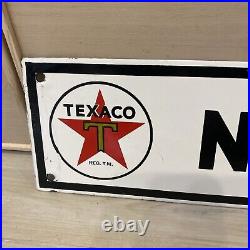 TEXACO
T
REG. T.M.
N